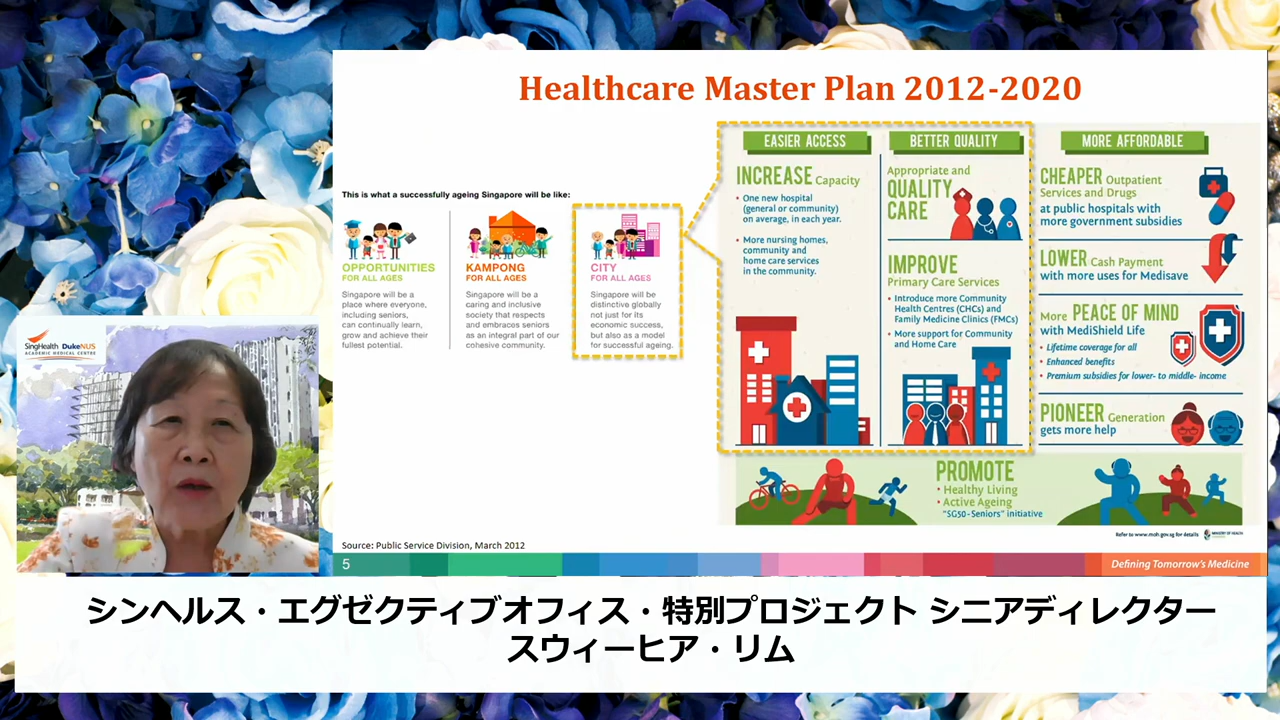 Healthcare Master Plan 2012-2020
This is what a successfully ageing Singapore will be like:
OPPORTUNITIES
FOR ALL AGES
Singapore will be a
place where everyone,
including seniors,
can continually learn,
grow and achieve their
fullest potential.
KAMPONG
FOR ALL AGES
Singapore will be a
caring and inclusive
society that respects
and embraces seniors
as an integral part of our
cohesive community.
CITY
FOR ALL AGES
Singapore will be
distinctive globally
not just for its
economic success,
but also as a model
for successful ageing.
EASIER ACCESS
INCREASE Capacity
• One new hospital
(general or community)
on average, in each year.
• More nursing homes,
community and
home care services
in the community.
BETTER QUALITY
Appropriate and
QUALITY
CARE
IMPROVE
Primary Care Services
• Introduce more Community
Health Centres (CHCs) and
Family Medicine Clinics (FMCs)
• More support for Community
and Home Care
MORE AFFORDABLE
CHEAPER Outpatient
Services and Drugs
at public hospitals with
more government subsidies
LOWER Cash Payment
with more uses for Medisave
More PEACE OF MIND
with MediShield Life
• Lifetime coverage for all
• Enhanced benefits
• Premium subsidies for lower- to middle- income
PIONEER Generation
gets more help
PROMOTE
• Healthy Living
• Active Ageing
"SG50-Seniors" initiative
Refer to www.moh.gov.sg for details
MINISTRY OF HEALTH
Source: Public Service Division, March 2012
5
Defining Tomorrow's Medicine
SingHealth DukeNUS
ACADEMIC MEDICAL CENTRE
シンヘルス・エグゼクティブオフィス・特別プロジェクト シニアディレクター
スウィーヒア・リム